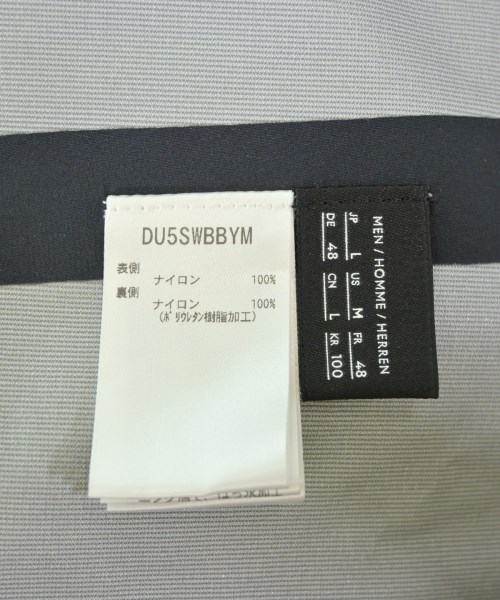 DU5SWBBYM
表側
ナイロン 100%
裏側
ナイロン 100%
(ポリウレタン樹脂加工)
MEN / HOMME / HERREN
JP L US M FR 48
DE 48 CN L KR 100